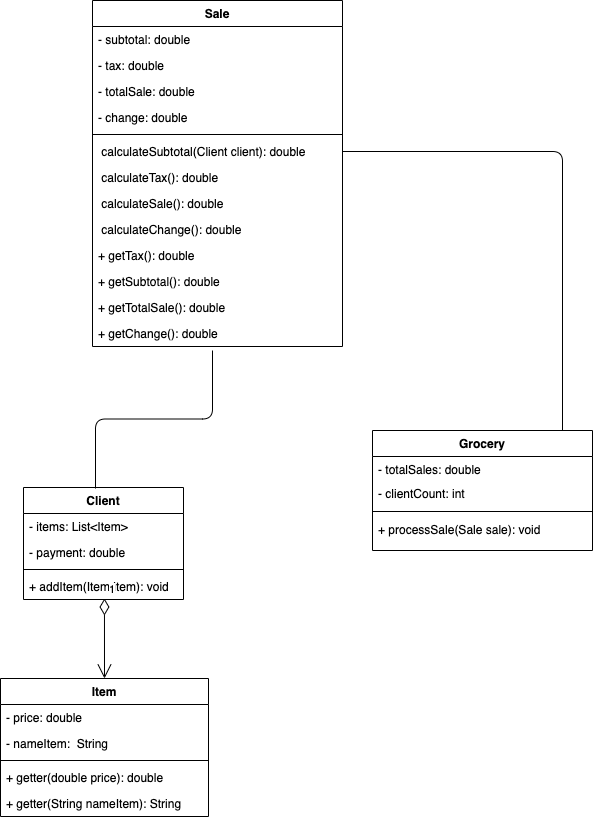 Sale
- subtotal: double
- tax: double
- totalSale: double
- change: double
calculateSubtotal(Client client): double
calculateTax(): double
calculateSale(): double
calculateChange(): double
+ getTax(): double
+ getSubtotal(): double
+ getTotalSale(): double
+ getChange(): double
Grocery
- totalSales: double
- clientCount: int
+ processSale(Sale sale): void
Client
- items: List<Item>
- payment: double
+ addItem(Item item): void
1
Item
- price: double
- nameItem: String
+ getter(double price): double
+ getter(String nameItem): String